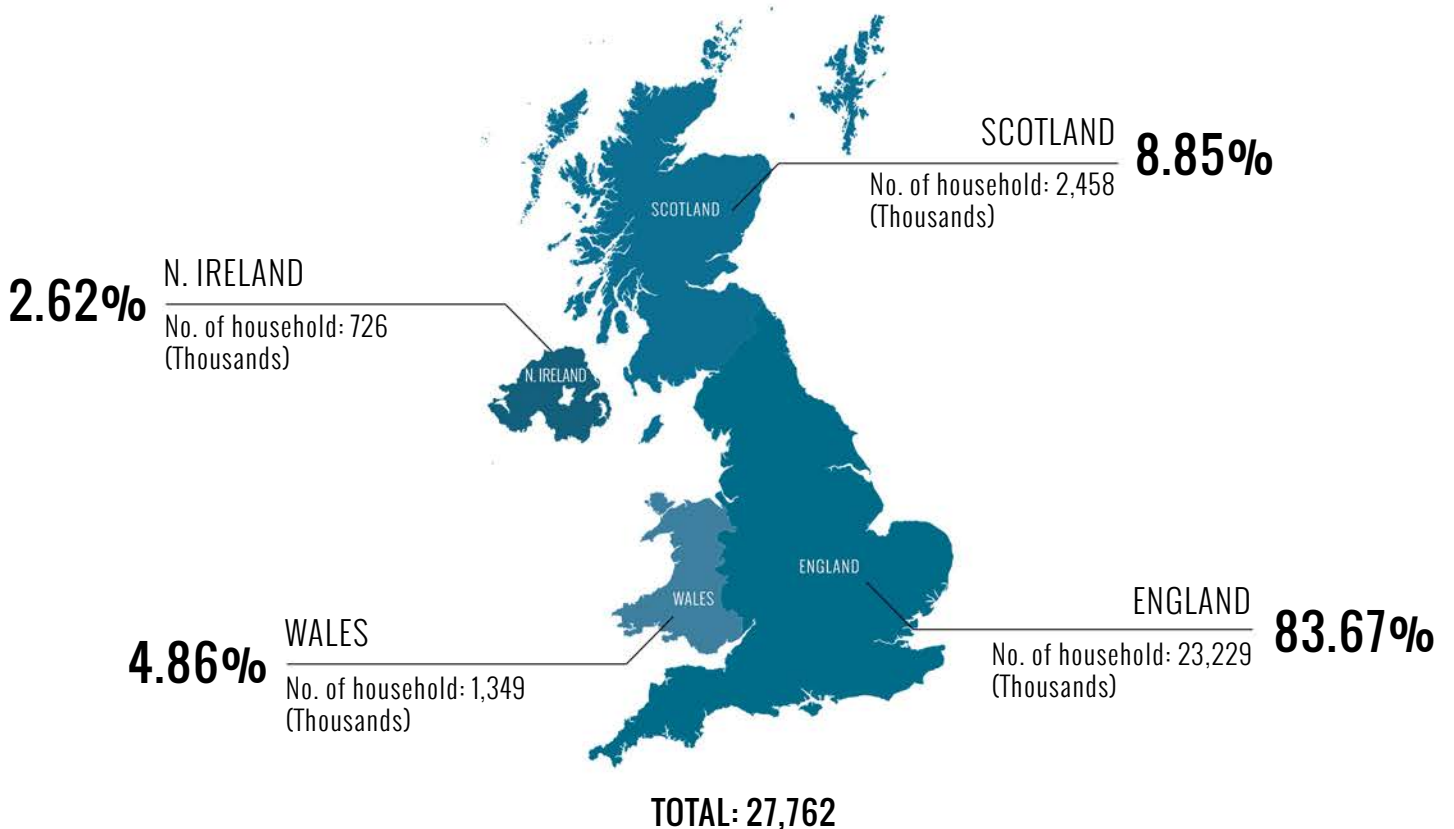 SCOTLAND
8.85%
No. of household: 2,458
(Thousands)
SCOTLAND
N. IRELAND
2.62%
No. of household: 726
(Thousands)
N. IRELAND
ENGLAND
WALES
ENGLAND
83.67%
No. of household: 23,229
(Thousands)
WALES
4.86%
No. of household: 1,349
(Thousands)
TOTAL: 27,762